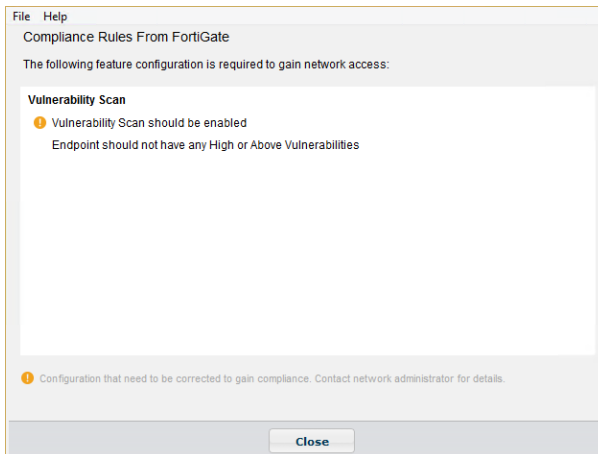 File Help
Compliance Rules From FortiGate
The following feature configuration is required to gain network access:
Vulnerability Scan
Vulnerability Scan should be enabled
Endpoint should not have any High or Above Vulnerabilities
Configuration that need to be corrected to gain compliance. Contact network administrator for details.
Close